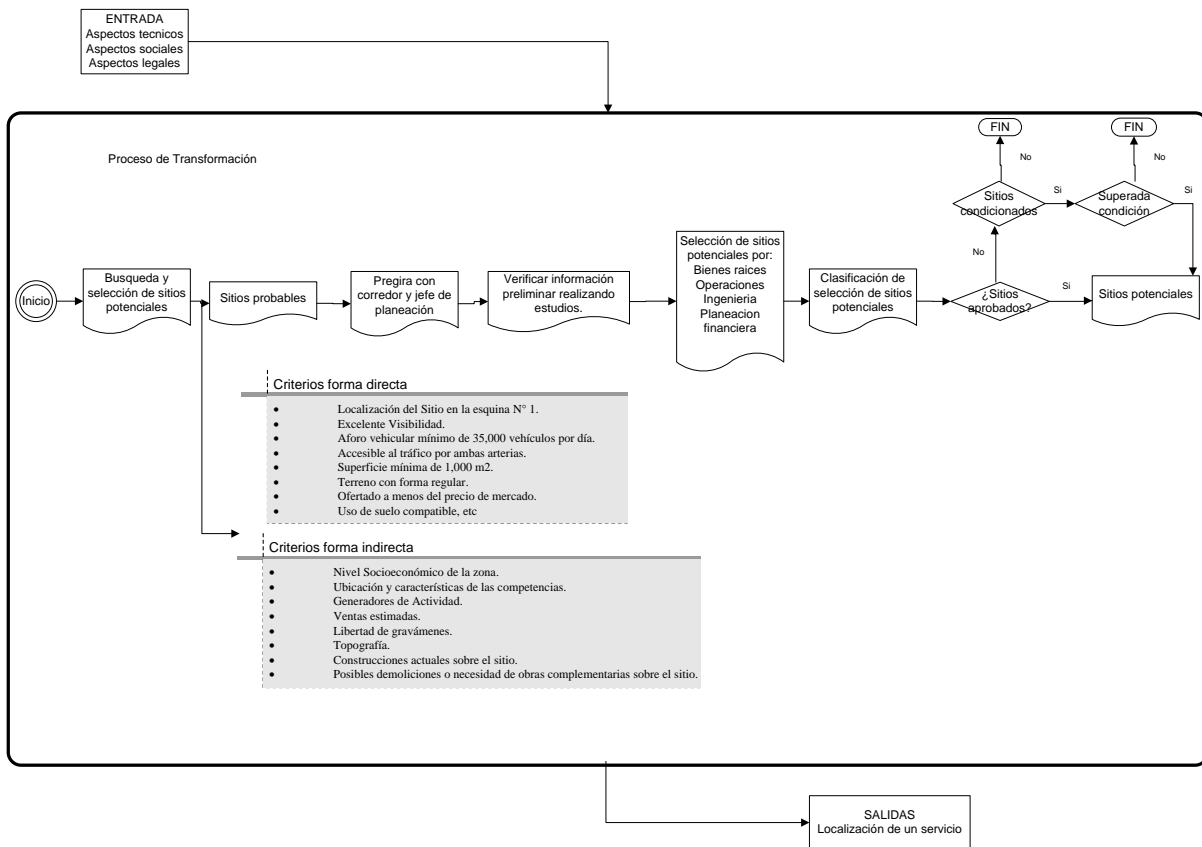 ENTRADA
Aspectos tecnicos
Aspectos sociales
Aspectos legales
Proceso de Transformación
FIN
FIN
No
No
Sitios
condicionados
Si
Superada
condición
Si
Inicio
Busqueda y
selección de sitios
potenciales
Sitios probables
Pregira con
corredor y jefe de
planeación
Verificar información
preliminar realizando
estudios.
Selección de sitios
potenciales por:
Bienes raices
Operaciones
Ingenieria
Planeacion
financiera
Clasificación de
selección de sitios
potenciales
No
¿Sitios
aprobados?
Si
Sitios potenciales
Criterios forma directa
• Localización del Sitio en la esquina N° 1.
• Excelente Visibilidad.
• Aforo vehicular mínimo de 35,000 vehículos por día.
• Accesible al tráfico por ambas arterias.
• Superficie mínima de 1,000 m2.
• Terreno con forma regular.
• Ofertado a menos del precio de mercado.
• Uso de suelo compatible, etc
Criterios forma indirecta
• Nivel Socioeconómico de la zona.
• Ubicación y características de las competencias.
• Generadores de Actividad.
• Ventas estimadas.
• Libertad de gravámenes.
• Topografía.
• Construcciones actuales sobre el sitio.
• Posibles demoliciones o necesidad de obras complementarias sobre el sitio.
SALIDAS
Localización de un servicio